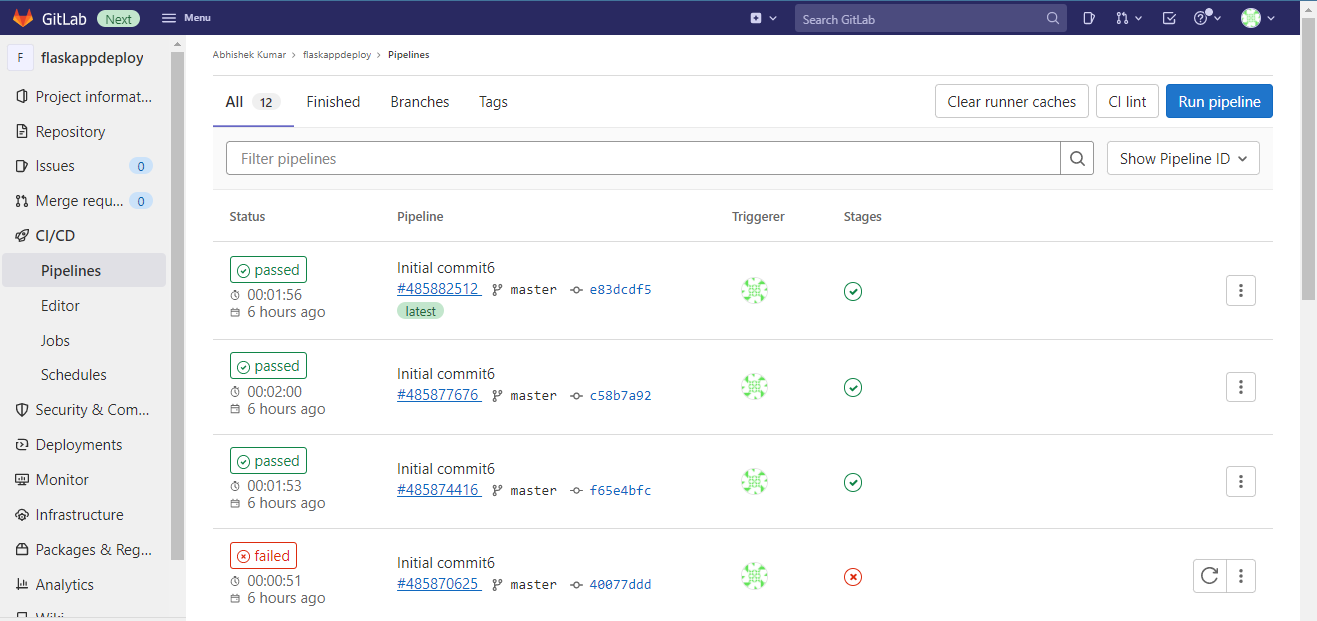 GitLab Next Menu Search GitLab
F flaskappdeploy
Project informat...
Repository
Issues 0
Merge requ... 0
CI/CD
Pipelines
Editor
Jobs
Schedules
Security & Com...
Deployments
Monitor
Infrastructure
Packages & Reg...
Analytics
Wiki
Abhishek Kumar › flaskappdeploy › Pipelines
All 12 Finished Branches Tags Clear runner caches CI lint Run pipeline
Filter pipelines Show Pipeline ID
Status Pipeline Triggerer Stages
passed
00:01:56
6 hours ago
Initial commit6
#485882512 master e83dcdf5
latest
passed
00:02:00
6 hours ago
Initial commit6
#485877676 master c58b7a92
passed
00:01:53
6 hours ago
Initial commit6
#485874416 master f65e4bfc
failed
00:00:51
6 hours ago
Initial commit6
#485870625 master 40077ddd